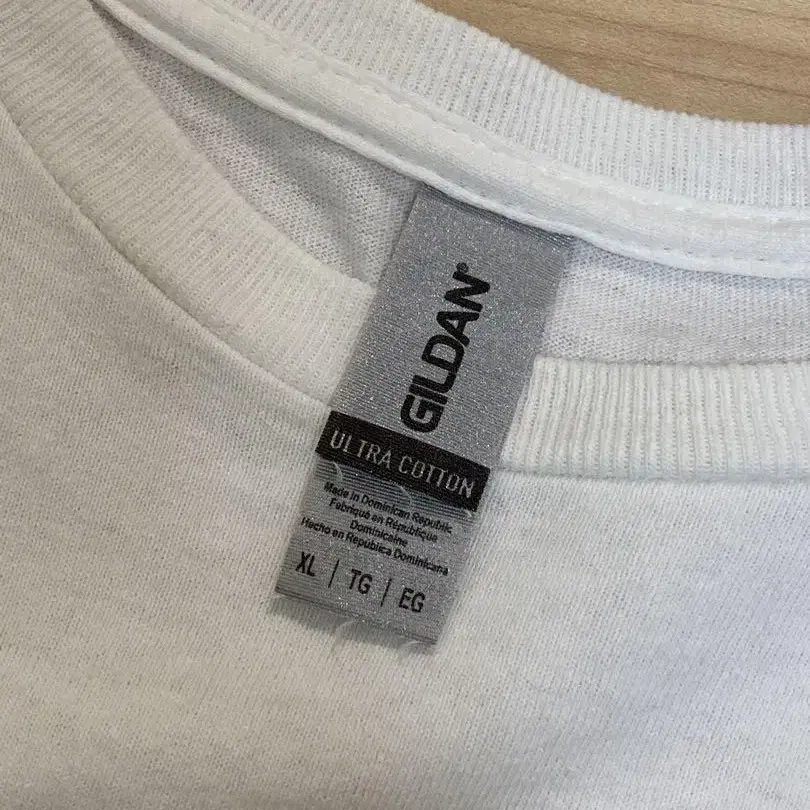 GILDAN®
ULTRA COTTON
Made in Dominican Republic
Fabriqué en République
Dominicaine
Hecho en República Dominicana
XL | TG | EG